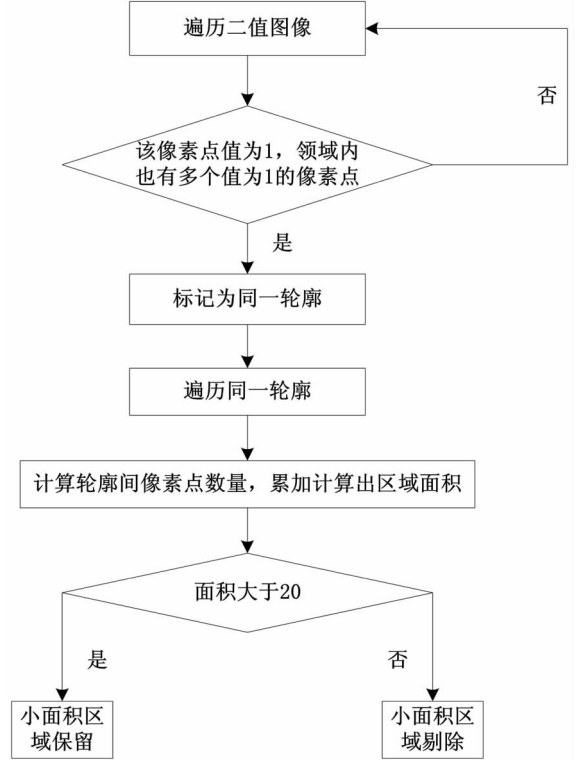 遍历二值图像
否
该像素点值为1，领域内
也有多个值为1的像素点
是
标记为同一轮廓
遍历同一轮廓
计算轮廓间像素点数量，累加计算出区域面积
面积大于20
是
否
小面积区
域保留
小面积区
域剔除